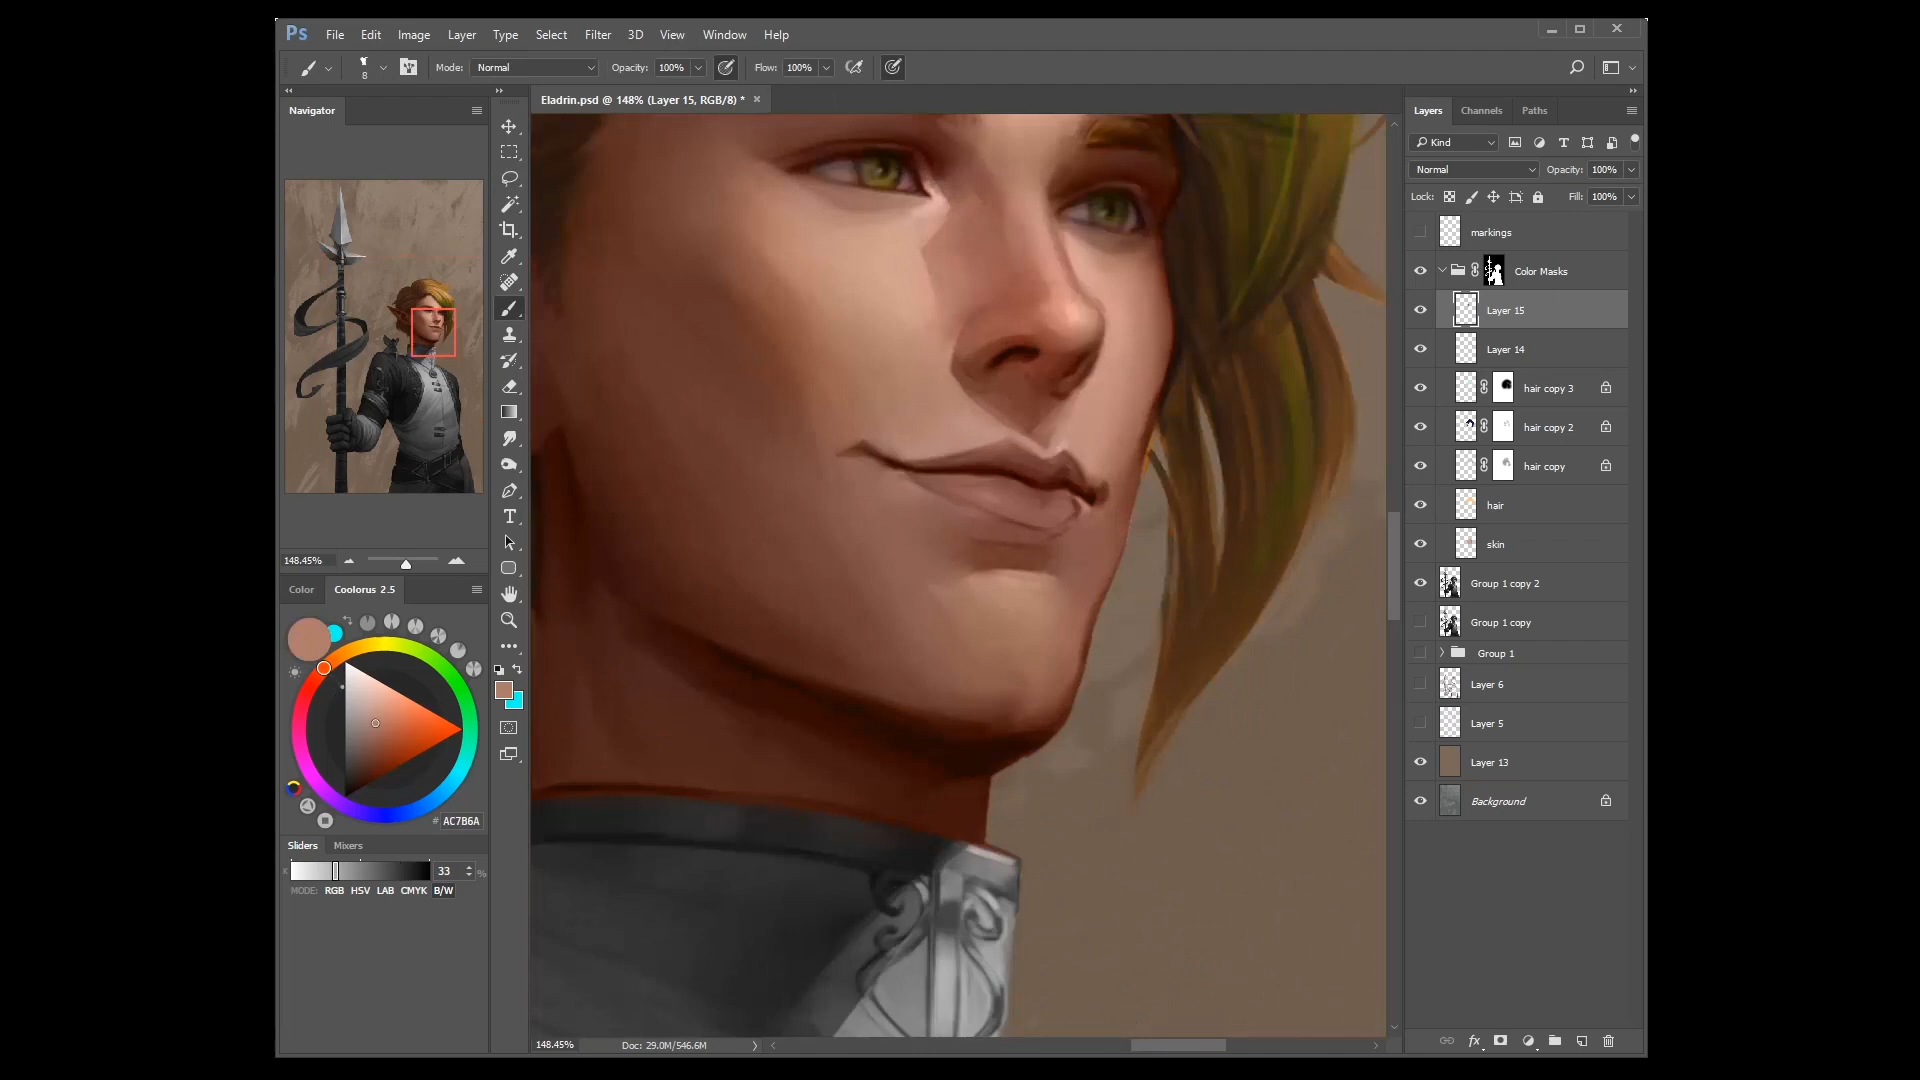 Ps File Edit Image Layer Type Select Filter 3D View Window Help
8 Mode: Normal Opacity: 100% Flow: 100%
Navigator
Eladrin.psd @ 148% (Layer 15, RGB/8) *
148.45%
Color Coolorus 2.5
# AC7B6A
Sliders Mixers
K 33 %
MODE: RGB HSV LAB CMYK B/W
148.45% Doc: 29.0M/546.6M
Layers Channels Paths
Kind
Normal Opacity: 100%
Lock: Fill: 100%
markings
Color Masks
Layer 15
Layer 14
hair copy 3
hair copy 2
hair copy
hair
skin
Group 1 copy 2
Group 1 copy
Group 1
Layer 6
Layer 5
Layer 13
Background
fx